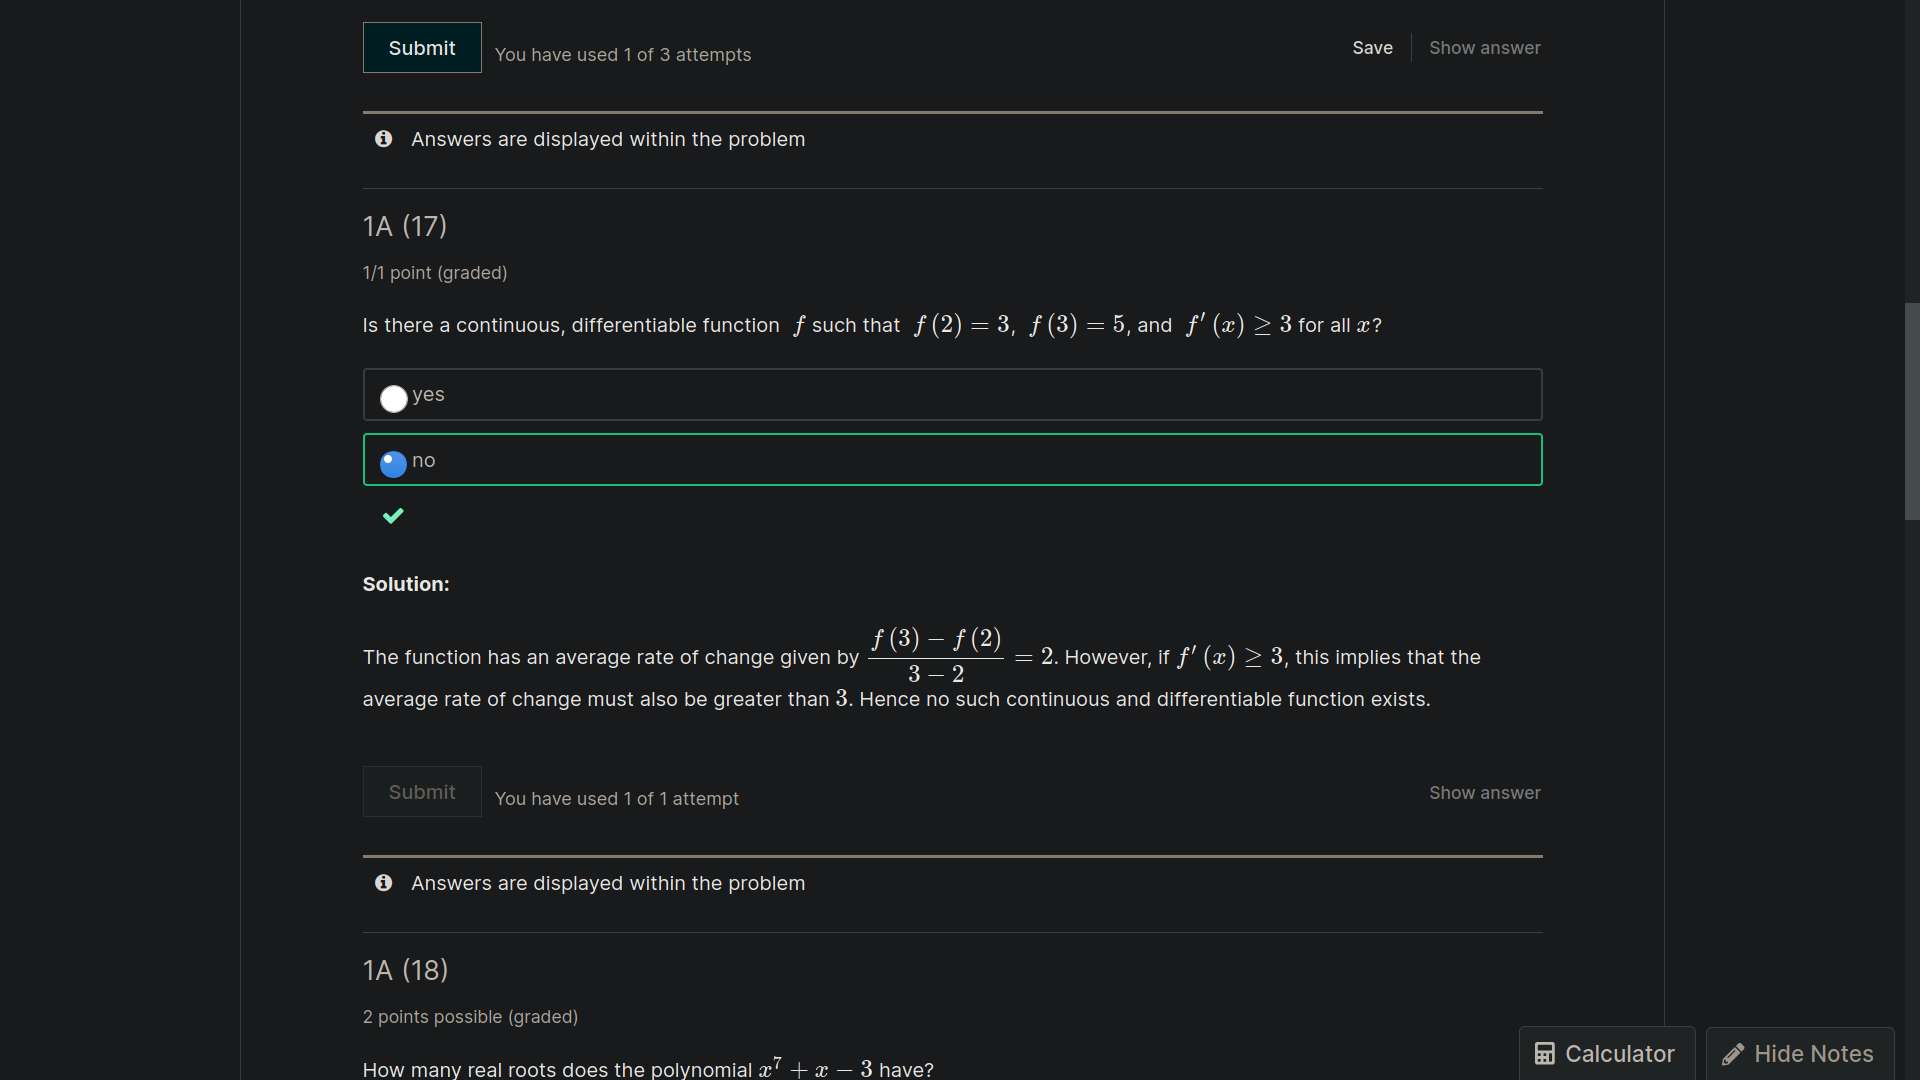 Submit
You have used 1 of 3 attempts
Save
Show answer
Answers are displayed within the problem
1A (17)
1/1 point (graded)
Is there a continuous, differentiable function f such that f (2) = 3, f (3) = 5, and f′ (x) ≥ 3 for all x?
yes
no
Solution:
The function has an average rate of change given by \frac{f (3) − f (2)}{3 − 2} = 2. However, if f′ (x) ≥ 3, this implies that the
average rate of change must also be greater than 3. Hence no such continuous and differentiable function exists.
Submit
You have used 1 of 1 attempt
Show answer
Answers are displayed within the problem
1A (18)
2 points possible (graded)
How many real roots does the polynomial x⁷ + x − 3 have?
Calculator
Hide Notes